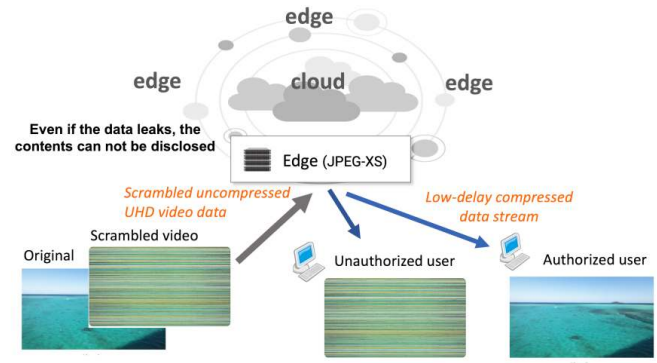 edge
edge
cloud
edge
Even if the data leaks, the
contents can not be disclosed
Edge (JPEG-XS)
Scrambled uncompressed
UHD video data
Low-delay compressed
data stream
Scrambled video
Original
Unauthorized user
Authorized user